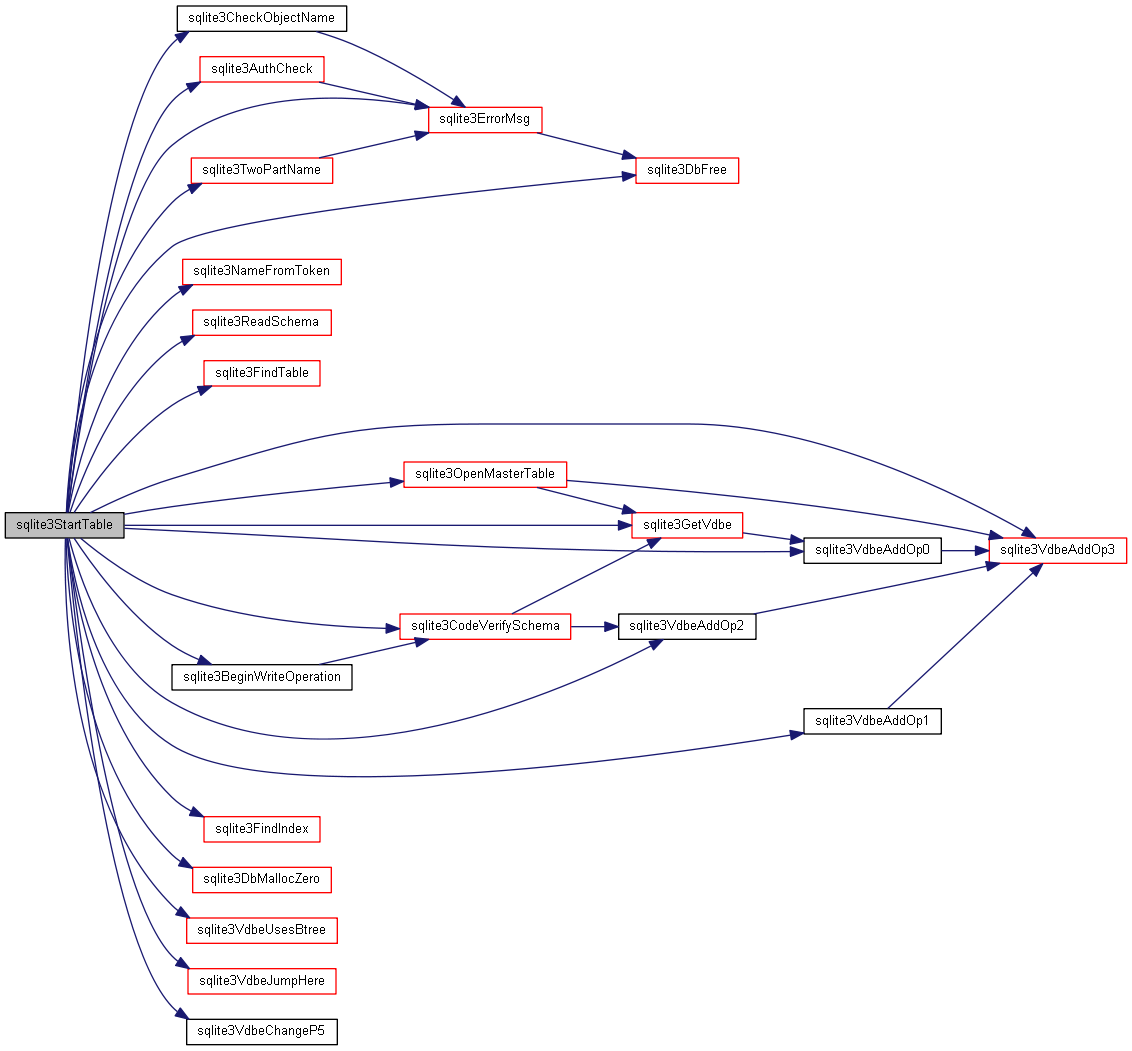 sqlite3CheckObjectName
sqlite3AuthCheck
sqlite3ErrorMsg
sqlite3TwoPartName
sqlite3DbFree
sqlite3NameFromToken
sqlite3ReadSchema
sqlite3FindTable
sqlite3OpenMasterTable
sqlite3StartTable
sqlite3GetVdbe
sqlite3VdbeAddOp0
sqlite3VdbeAddOp3
sqlite3CodeVerifySchema
sqlite3VdbeAddOp2
sqlite3BeginWriteOperation
sqlite3VdbeAddOp1
sqlite3FindIndex
sqlite3DbMallocZero
sqlite3VdbeUsesBtree
sqlite3VdbeJumpHere
sqlite3VdbeChangeP5